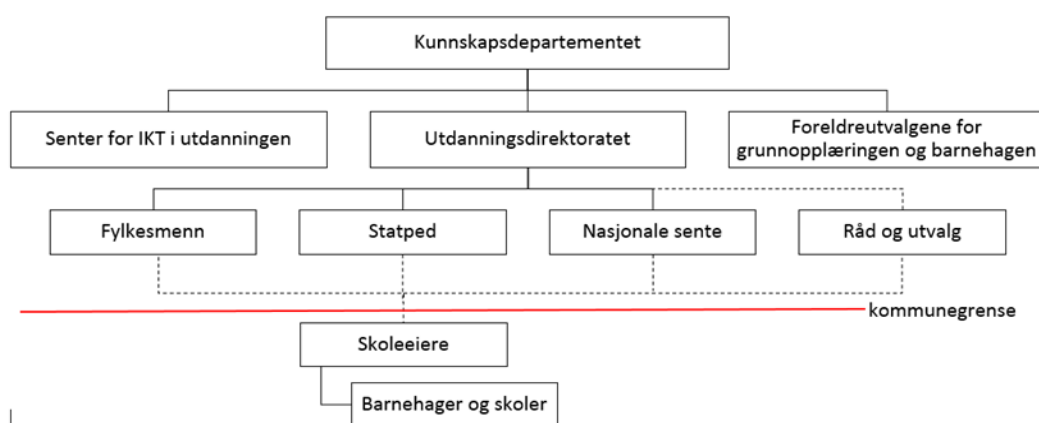 Kunnskapsdepartementet
Senter for IKT i utdanningen
Utdanningsdirektoratet
Foreldreutvalgene for
grunnopplæringen og barnehagen
Fylkesmenn
Statped
Nasjonale sente
Råd og utvalg
kommunegrense
Skoleeiere
Barnehager og skoler